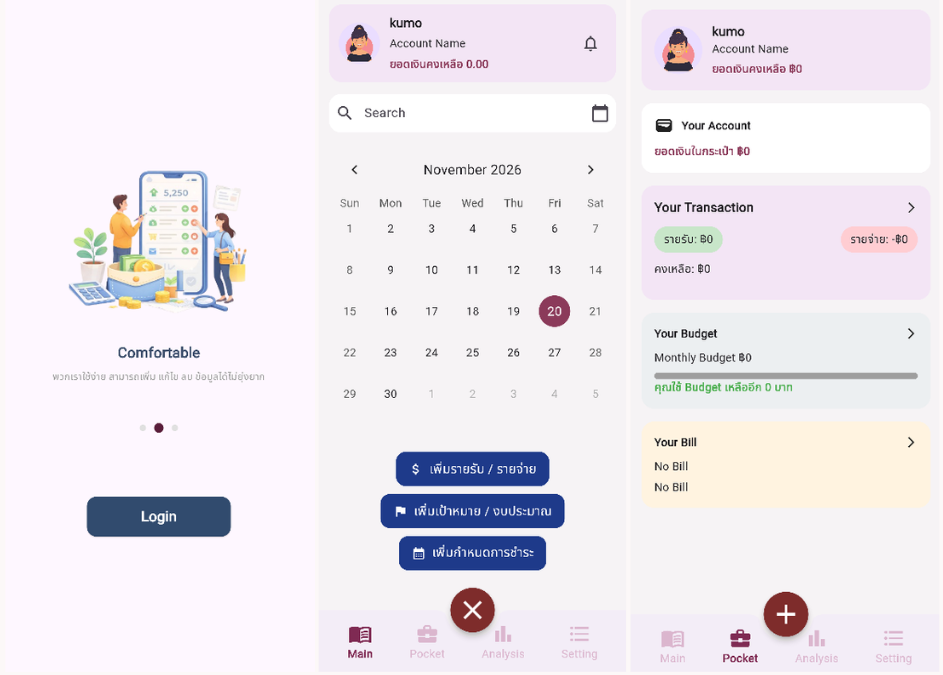 5,250
Comfortable
พวกเราใช้ง่าย สามารถเพิ่ม แก้ไข ลบ ข้อมูลได้ไม่ยุ่งยาก
Login
kumo
Account Name
ยอดเงินคงเหลือ 0.00
Search
November 2026
Sun Mon Tue Wed Thu Fri Sat
1 2 3 4 5 6 7
8 9 10 11 12 13 14
15 16 17 18 19 20 21
22 23 24 25 26 27 28
29 30 1 2 3 4 5
$ เพิ่มรายรับ / รายจ่าย
เพิ่มเป้าหมาย / งบประมาณ
เพิ่มกำหนดการชำระ
Main Pocket Analysis Setting
kumo
Account Name
ยอดเงินคงเหลือ ฿0
Your Account
ยอดเงินในกระเป๋า ฿0
Your Transaction
รายรับ: ฿0 รายจ่าย: -฿0
คงเหลือ: ฿0
Your Budget
Monthly Budget ฿0
คุณใช้ Budget เหลืออีก 0 บาท
Your Bill
No Bill
No Bill
Main Pocket Analysis Setting